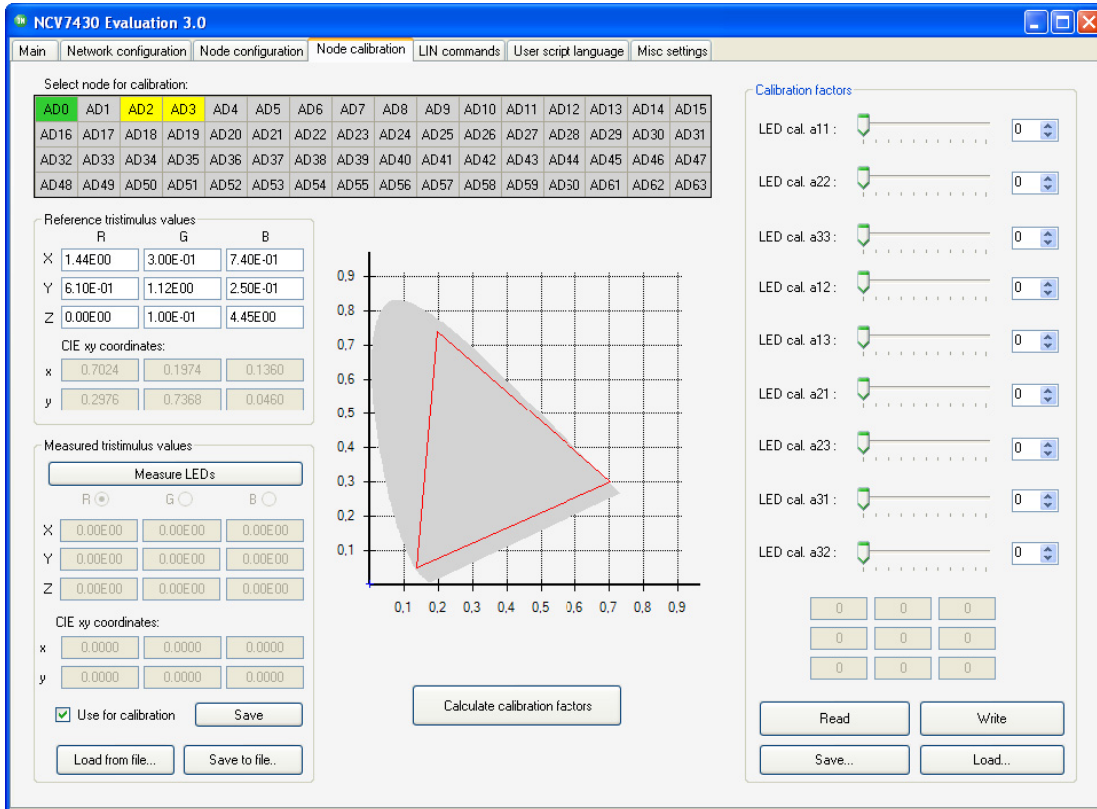 NCV7430 Evaluation 3.0
Main Network configuration Node configuration Node calibration LIN commands User script language Misc settings
Select node for calibration:
AD0 AD1 AD2 AD3 AD4 AD5 AD6 AD7 AD8 AD9 AD10 AD11 AD12 AD13 AD14 AD15
AD16 AD17 AD18 AD19 AD20 AD21 AD22 AD23 AD24 AD25 AD26 AD27 AD28 AD29 AD30 AD31
AD32 AD33 AD34 AD35 AD36 AD37 AD38 AD39 AD40 AD41 AD42 AD43 AD44 AD45 AD46 AD47
AD48 AD49 AD50 AD51 AD52 AD53 AD54 AD55 AD56 AD57 AD58 AD59 AD60 AD61 AD62 AD63
Reference tristimulus values
R G B
X 1.44E00 3.00E-01 7.40E-01
Y 6.10E-01 1.12E00 2.50E-01
Z 0.00E00 1.00E-01 4.45E00
CIE xy coordinates:
x 0.7024 0.1974 0.1360
y 0.2976 0.7368 0.0460
Measured tristimulus values
Measure LEDs
R G B
X 0.00E00 0.00E00 0.00E00
Y 0.00E00 0.00E00 0.00E00
Z 0.00E00 0.00E00 0.00E00
CIE xy coordinates:
x 0.0000 0.0000 0.0000
y 0.0000 0.0000 0.0000
Use for calibration Save
Load from file... Save to file..
0,9
0,8
0,7
0,6
0,5
0,4
0,3
0,2
0,1
0,1 0,2 0,3 0,4 0,5 0,6 0,7 0,8 0,9
Calculate calibration factors
Calibration factors
LED cal. a11 : 0
LED cal. a22 : 0
LED cal. a33 : 0
LED cal. a12 : 0
LED cal. a13 : 0
LED cal. a21 : 0
LED cal. a23 : 0
LED cal. a31 : 0
LED cal. a32 : 0
0 0 0
0 0 0
0 0 0
Read Write
Save... Load...